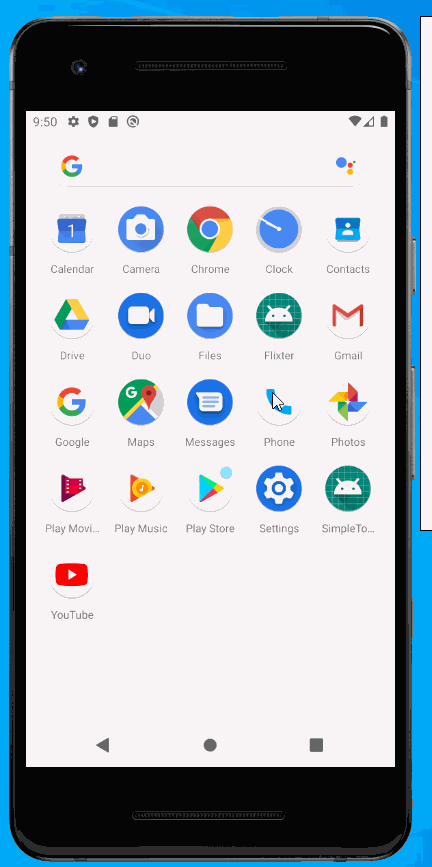 9:50
Calendar Camera Chrome Clock Contacts
Drive Duo Files Flixter Gmail
Google Maps Messages Phone Photos
Play Movi... Play Music Play Store Settings SimpleTo...
YouTube